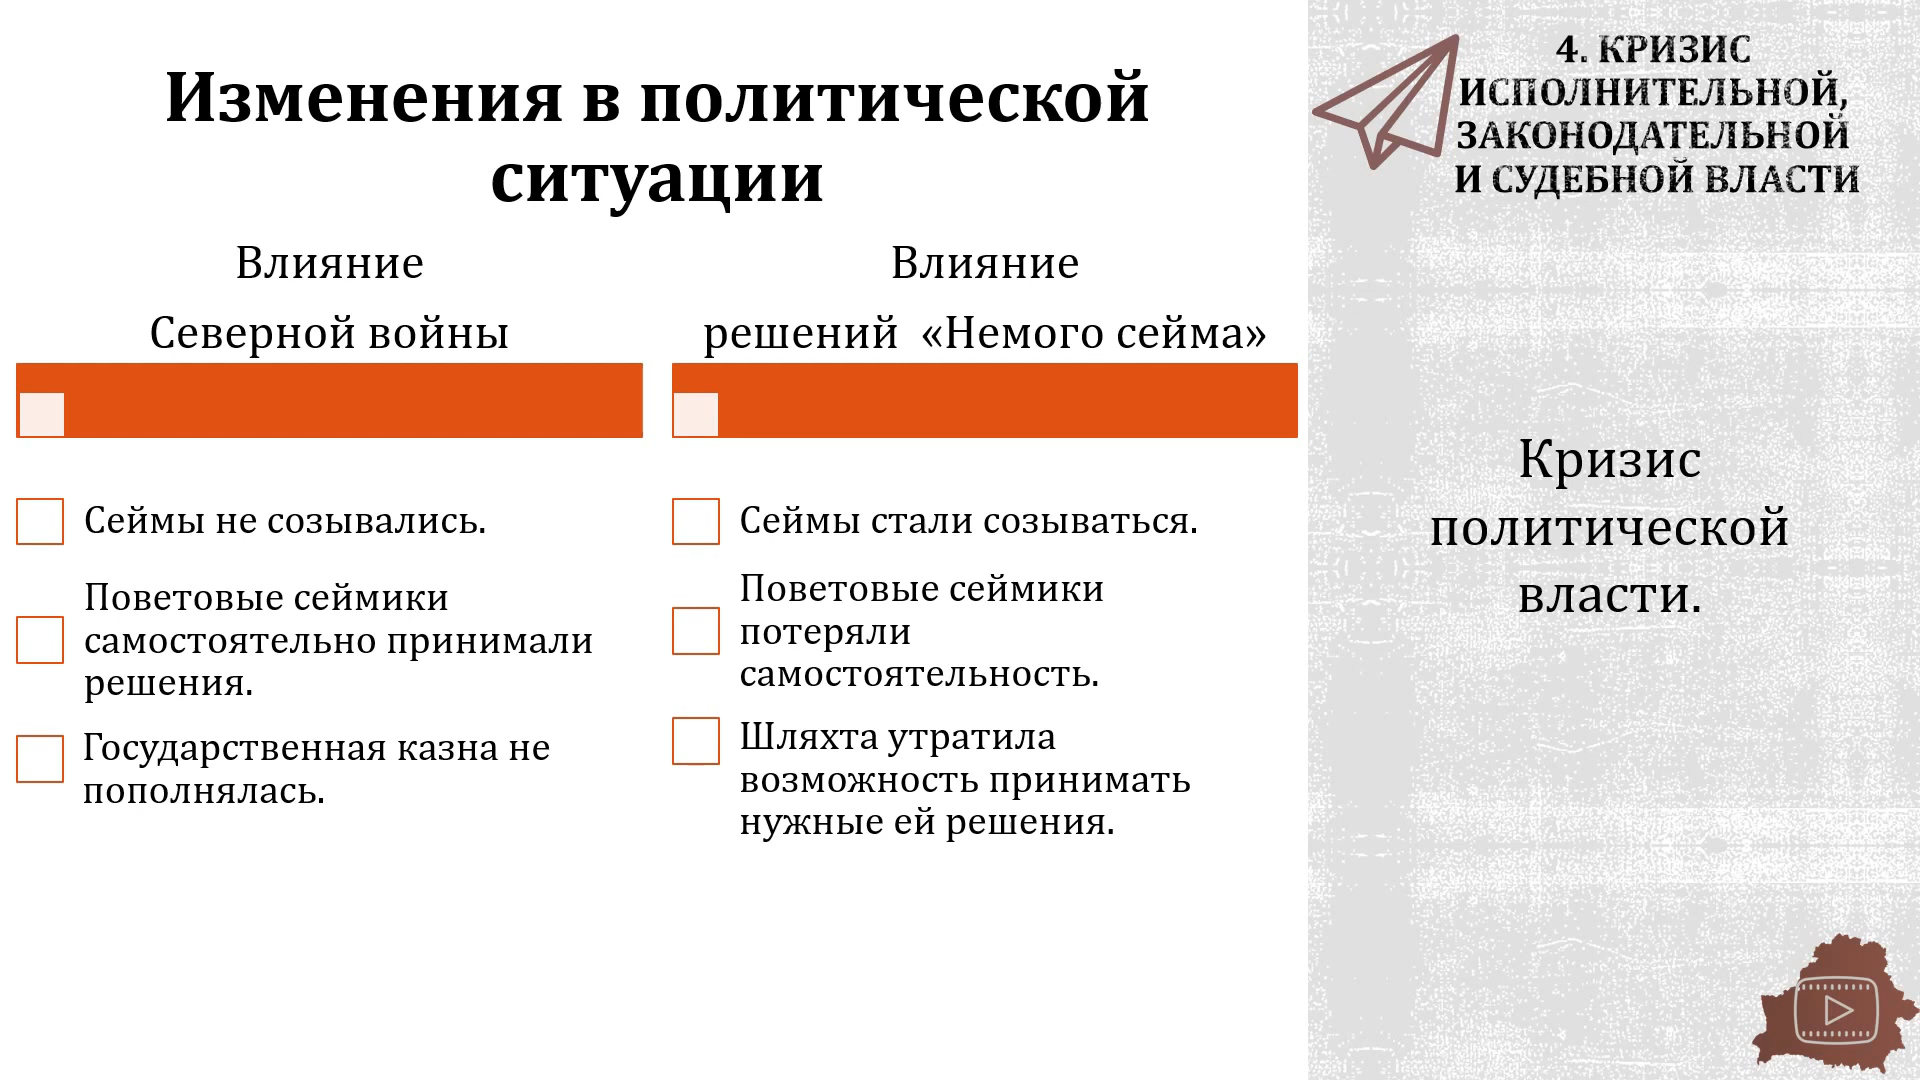 Изменения в политической
ситуации
Влияние
Северной войны
Сеймы не созывались.
Поветовые сеймики
самостоятельно принимали
решения.
Государственная казна не
пополнялась.
Влияние
решений «Немого сейма»
Сеймы стали созываться.
Поветовые сеймики
потеряли
самостоятельность.
Шляхта утратила
возможность принимать
нужные ей решения.
4. КРИЗИС
ИСПОЛНИТЕЛЬНОЙ,
ЗАКОНОДАТЕЛЬНОЙ
И СУДЕБНОЙ ВЛАСТИ
Кризис
политической
власти.